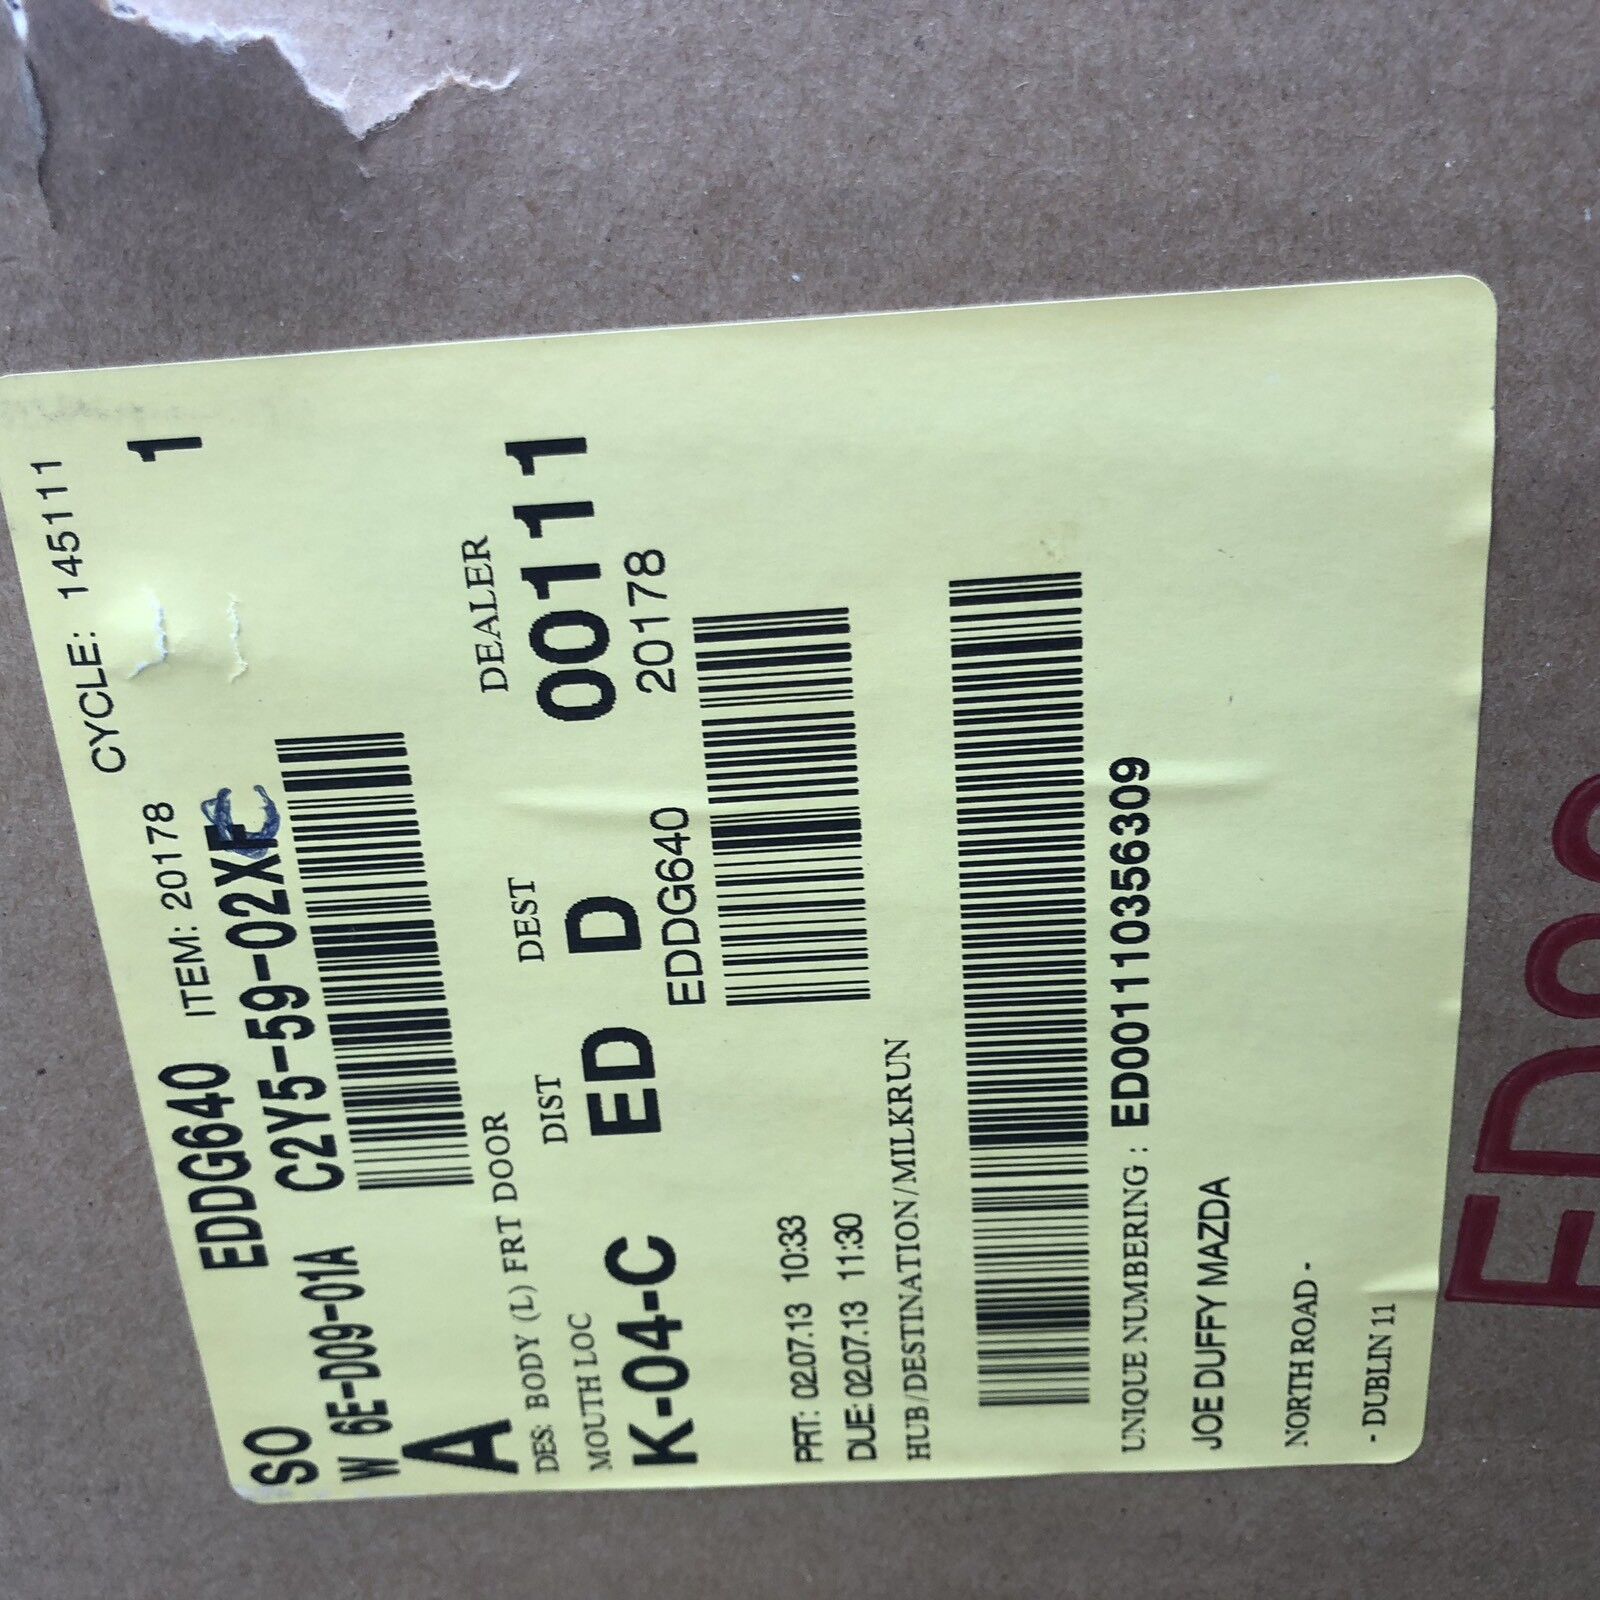 CYCLE: 145111
SO EDDG640 ITEM: 20178 1
W 6E-D09-01A C2Y5-59-02X
A
DES: BODY (L) FRT DOOR
MOUTH LOC DIST DEST DEALER
K-04-C ED D 00111
EDDG640 20178
PRT: 02.07.13 10:33
DUE: 02.07.13 11:30
HUB/DESTINATION/MILKRUN
UNIQUE NUMBERING : ED001110356309
JOE DUFFY MAZDA
NORTH ROAD -
- DUBLIN 11